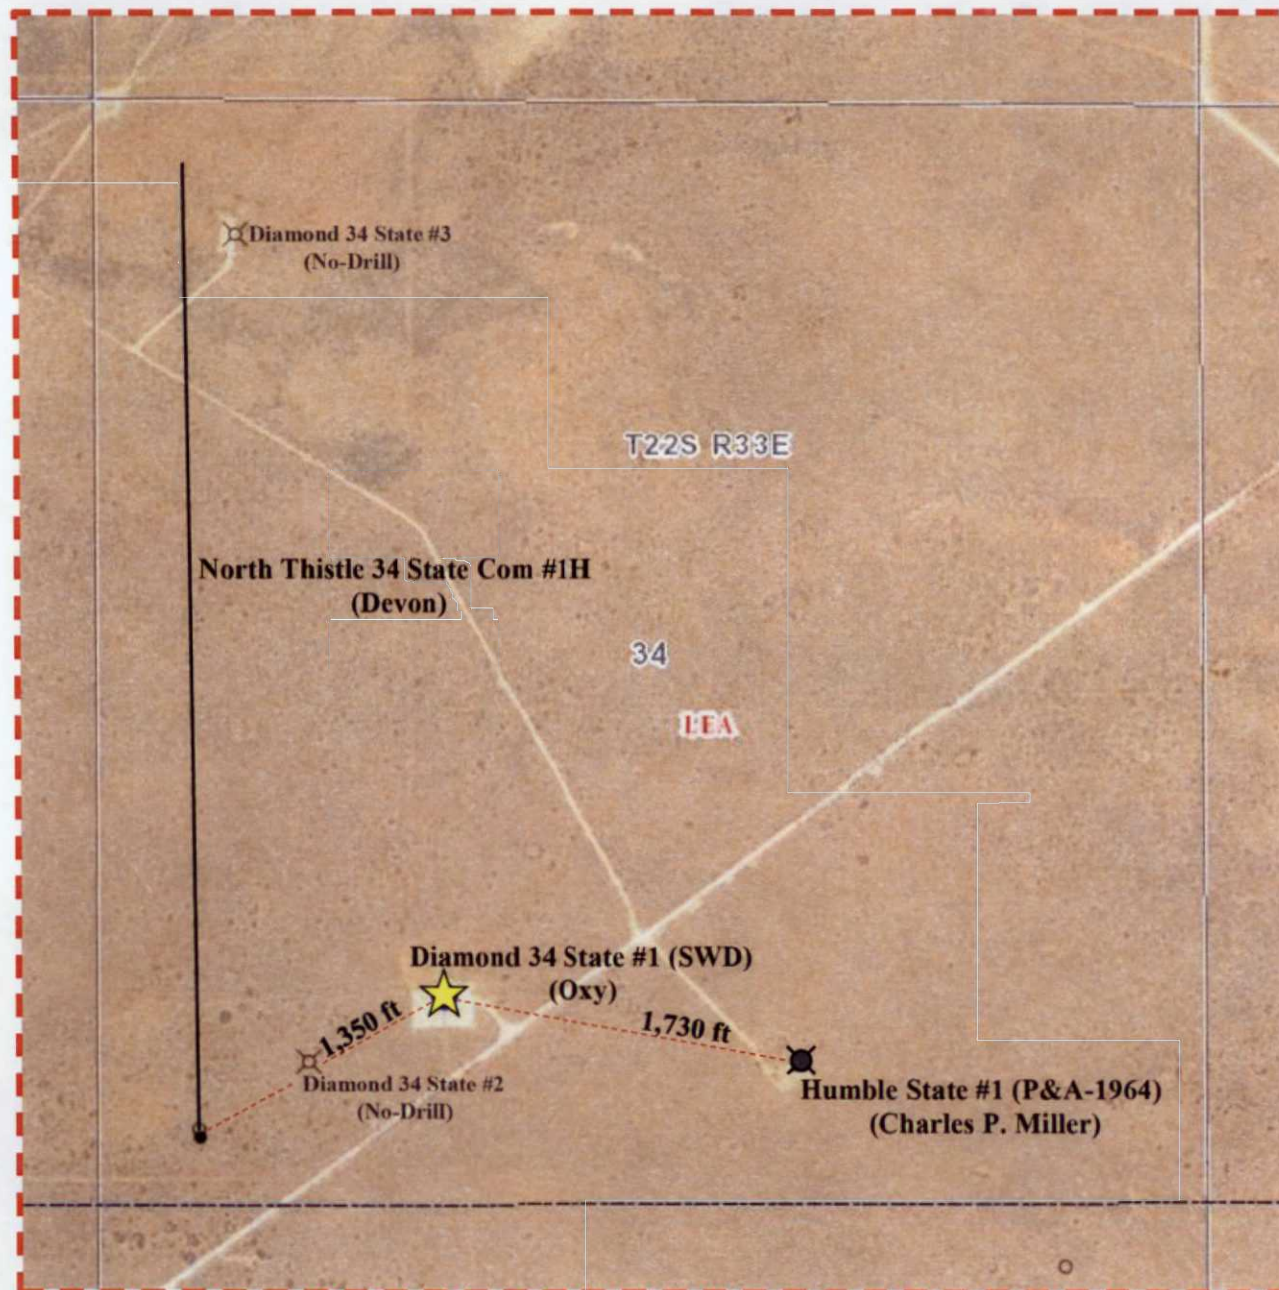 Diamond 34 State #3
(No-Drill)
T22S R33E
North Thistle 34 State Com #1H
(Devon)
34
LEA
Diamond 34 State #1 (SWD)
(Oxy)
1,350 ft
1,730 ft
Diamond 34 State #2
(No-Drill)
Humble State #1 (P&A-1964)
(Charles P. Miller)